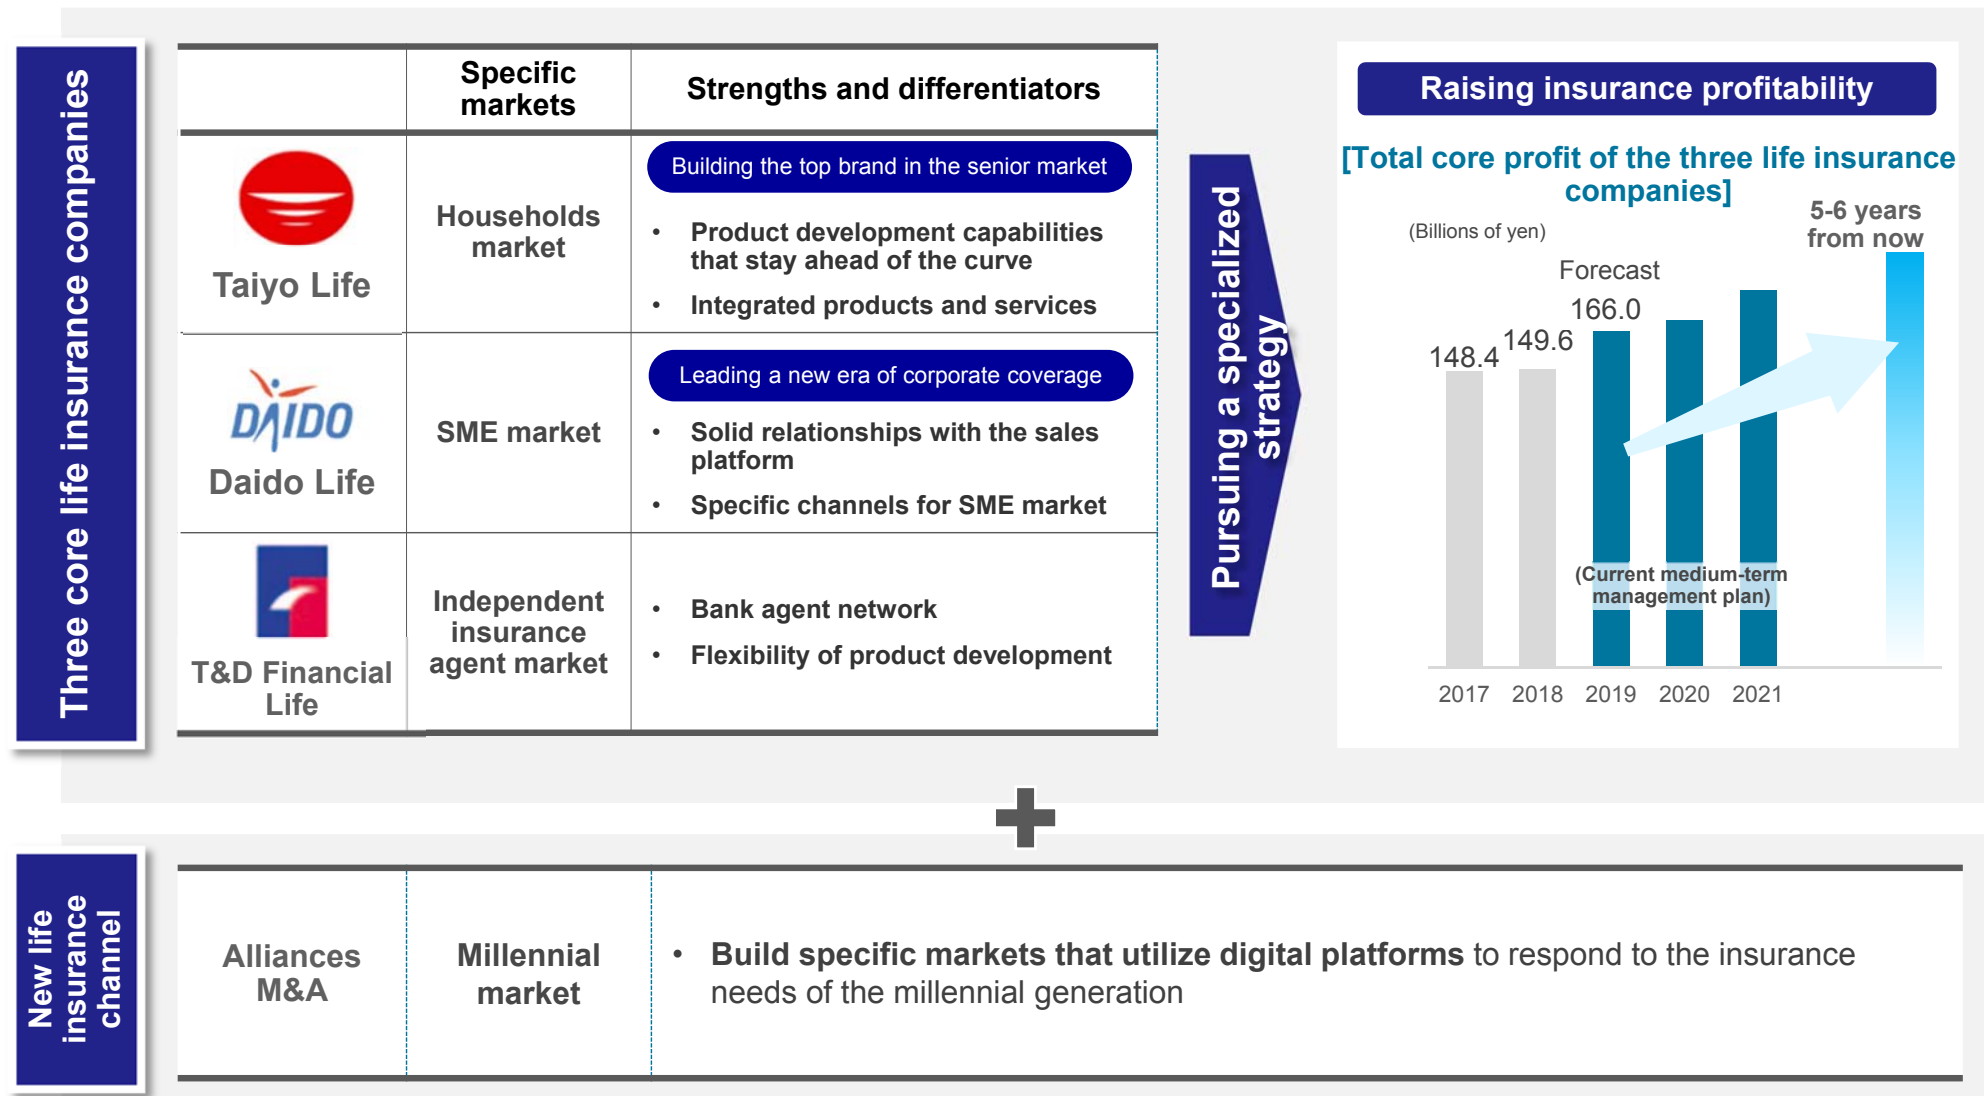 Three core life insurance companies
Specific
markets
Strengths and differentiators
Taiyo Life
Households
market
Building the top brand in the senior market
• Product development capabilities
that stay ahead of the curve
• Integrated products and services
DAIDO
Daido Life
SME market
Leading a new era of corporate coverage
• Solid relationships with the sales
platform
• Specific channels for SME market
T&D Financial
Life
Independent
insurance
agent market
• Bank agent network
• Flexibility of product development
Pursuing a specialized
strategy
Raising insurance profitability
[Total core profit of the three life insurance
companies]
(Billions of yen)
5-6 years
from now
Forecast
148.4
149.6
166.0
(Current medium-term
management plan)
2017 2018 2019 2020 2021
New life
insurance
channel
Alliances
M&A
Millennial
market
• Build specific markets that utilize digital platforms to respond to the insurance
needs of the millennial generation